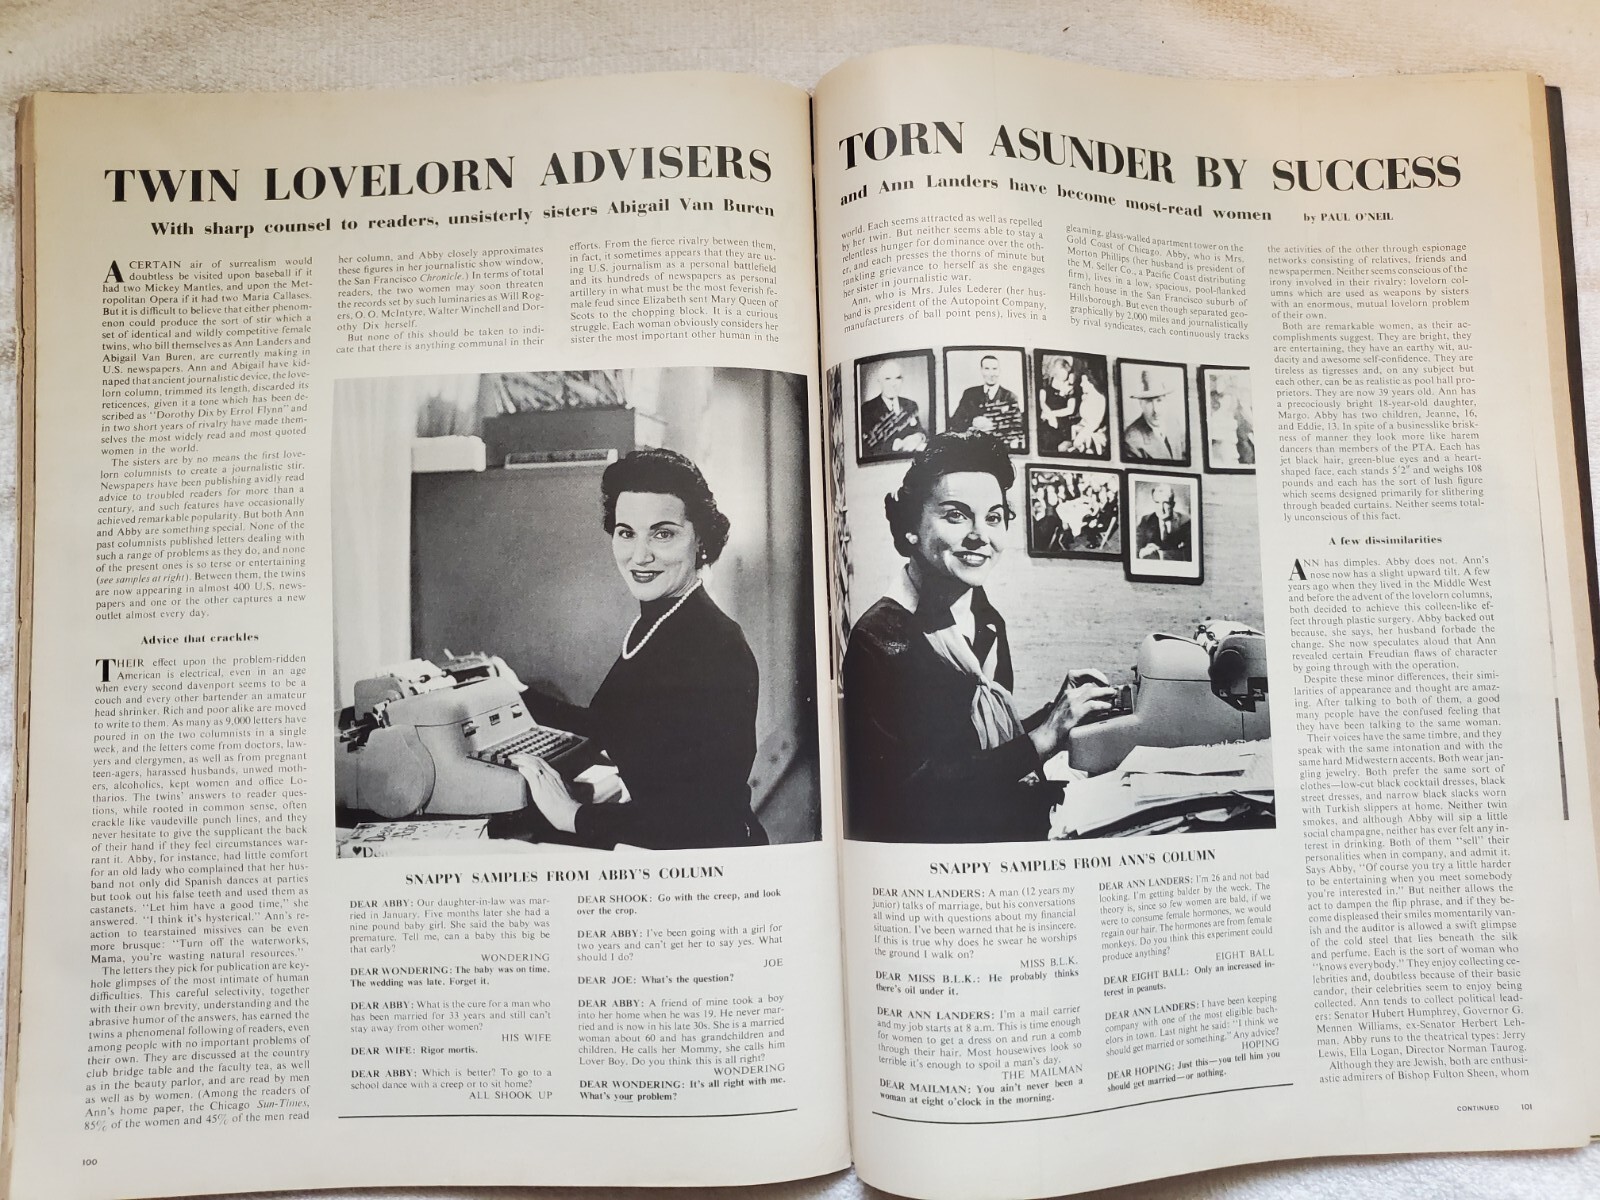 TWIN LOVELORN ADVISERS
With sharp counsel to readers, unsisterly sisters Abigail Van Buren
A CERTAIN air of surrealism would
doubtless be visited upon baseball if it
had two Mickey Mantles, and upon the Met-
ropolitan Opera if it had two Maria Callases.
But it is difficult to believe that either phenom-
enon could produce the sort of stir which a
set of identical and wildly competitive female
twins, who bill themselves as Ann Landers and
Abigail Van Buren, are currently making in
U.S. newspapers. Ann and Abigail have kid-
naped that ancient journalistic device, the love-
lorn column, trimmed its length, discarded its
reticences, given it a tone which has been de-
scribed as "Dorothy Dix by Errol Flynn" and
in two short years of rivalry have made them-
selves the most widely read and most quoted
women in the world.
The sisters are by no means the first love-
lorn columnists to create a journalistic stir.
Newspapers have been publishing avidly read
advice to troubled readers for more than a
century, and such features have occasionally
achieved remarkable popularity. But both Ann
and Abby are something special. None of the
past columnists published letters dealing with
such a range of problems as they do, and none
of the present ones is so terse or entertaining
(see samples at right). Between them, the twins
are now appearing in almost 400 U.S. news-
papers and one or the other captures a new
outlet almost every day.
Advice that crackles
THEIR effect upon the problem-ridden
American is electrical, even in an age
when every second davenport seems to be a
couch and every other bartender an amateur
head shrinker. Rich and poor alike are moved
to write to them. As many as 9,000 letters have
poured in on the two columnists in a single
week, and the letters come from doctors, law-
yers and clergymen, as well as from pregnant
teen-agers, harassed husbands, unwed moth-
ers, alcoholics, kept women and office Lo-
tharios. The twins' answers to reader ques-
tions, while rooted in common sense, often
crackle like vaudeville punch lines, and they
never hesitate to give the supplicant the back
of their hand if they feel circumstances war-
rant it. Abby, for instance, had little comfort
for an old lady who complained that her hus-
band not only did Spanish dances at parties
but took out his false teeth and used them as
castanets. "Let him have a good time," she
answered. "I think it's hysterical." Ann's re-
action to tearstained missives can be even
more brusque: "Turn off the waterworks,
Mama, you're wasting natural resources."
The letters they pick for publication are key-
hole glimpses of the most intimate of human
difficulties. This careful selectivity, together
with their own brevity, understanding and the
abrasive humor of the answers, has earned the
twins a phenomenal following of readers, even
among people with no important problems of
their own. They are discussed at the country
club bridge table and the faculty tea, as well
as in the beauty parlor, and are read by men
as well as by women. (Among the readers of
Ann's home paper, the Chicago Sun-Times,
85% of the women and 45% of the men read
her column, and Abby closely approximates
these figures in her journalistic show window,
the San Francisco Chronicle.) In terms of total
readers, the two women may soon threaten
the records set by such luminaries as Will Rog-
ers, O. O. McIntyre, Walter Winchell and Dor-
othy Dix herself.
But none of this should be taken to indi-
cate that there is anything communal in their
efforts. From the fierce rivalry between them,
in fact, it sometimes appears that they are us-
ing U.S. journalism as a personal battlefield
and its hundreds of newspapers as personal
artillery in what must be the most feverish fe-
male feud since Elizabeth sent Mary Queen of
Scots to the chopping block. It is a curious
struggle. Each woman obviously considers her
sister the most important other human in the
SNAPPY SAMPLES FROM ABBY'S COLUMN
DEAR ABBY: Our daughter-in-law was mar-
ried in January. Five months later she had a
nine pound baby girl. She said the baby was
premature. Tell me, can a baby this big be
that early?
WONDERING
DEAR WONDERING: The baby was on time.
The wedding was late. Forget it.
DEAR ABBY: What is the cure for a man who
has been married for 33 years and still can't
stay away from other women?
HIS WIFE
DEAR WIFE: Rigor mortis.
DEAR ABBY: Which is better? To go to a
school dance with a creep or to sit home?
ALL SHOOK UP
DEAR SHOOK: Go with the creep, and look
over the crop.
DEAR ABBY: I've been going with a girl for
two years and can't get her to say yes. What
should I do?
JOE
DEAR JOE: What's the question?
DEAR ABBY: A friend of mine took a boy
into her home when he was 19. He never mar-
ried and is now in his late 30s. She is a married
woman about 60 and has grandchildren and
children. He calls her Mommy, she calls him
Lover Boy. Do you think this is all right?
WONDERING
DEAR WONDERING: It's all right with me.
What's your problem?
100
TORN ASUNDER BY SUCCESS
and Ann Landers have become most-read women
by PAUL O'NEIL
world. Each seems attracted as well as repelled
by her twin. But neither seems able to stay a
relentless hunger for dominance over the oth-
er, and each presses the thorns of minute but
rankling grievance to herself as she engages
her sister in journalistic war.
Ann, who is Mrs. Jules Lederer (her hus-
band is president of the Autopoint Company,
manufacturers of ball point pens), lives in a
gleaming, glass-walled apartment tower on the
Gold Coast of Chicago. Abby, who is Mrs.
Morton Phillips (her husband is president of
the M. Seller Co., a Pacific Coast distributing
firm), lives in a low, spacious, pool-flanked
ranch house in the San Francisco suburb of
Hillsborough. But even though separated geo-
graphically by 2,000 miles and journalistically
by rival syndicates, each continuously tracks
the activities of the other through espionage
networks consisting of relatives, friends and
newspapermen. Neither seems conscious of the
irony involved in their rivalry: lovelorn col-
umns which are used as weapons by sisters
with an enormous, mutual lovelorn problem
of their own.
Both are remarkable women, as their ac-
complishments suggest. They are bright, they
are entertaining, they have an earthy wit, au-
dacity and awesome self-confidence. They are
tireless as tigresses and, on any subject but
each other, can be as realistic as pool hall pro-
prietors. They are now 39 years old. Ann has
a precociously bright 18-year-old daughter,
Margo. Abby has two children, Jeanne, 16,
and Eddie, 13. In spite of a businesslike brisk-
ness of manner they look more like harem
dancers than members of the PTA. Each has
jet black hair, green-blue eyes and a heart-
shaped face, each stands 5'2" and weighs 108
pounds and each has the sort of lush figure
which seems designed primarily for slithering
through beaded curtains. Neither seems total-
ly unconscious of this fact.
A few dissimilarities
ANN has dimples. Abby does not. Ann's
nose now has a slight upward tilt. A few
years ago when they lived in the Middle West
and before the advent of the lovelorn columns,
both decided to achieve this colleen-like ef-
fect through plastic surgery. Abby backed out
because, she says, her husband forbade the
change. She now speculates aloud that Ann
revealed certain Freudian flaws of character
by going through with the operation.
Despite these minor differences, their simi-
larities of appearance and thought are amaz-
ing. After talking to both of them, a good
many people have the confused feeling that
they have been talking to the same woman.
Their voices have the same timbre, and they
speak with the same intonation and with the
same hard Midwestern accents. Both wear jan-
gling jewelry. Both prefer the same sort of
clothes—low-cut black cocktail dresses, black
street dresses, and narrow black slacks worn
with Turkish slippers at home. Neither twin
smokes, and although Abby will sip a little
social champagne, neither has ever felt any in-
terest in drinking. Both of them "sell" their
personalities when in company, and admit it.
Says Abby, "Of course you try a little harder
to be entertaining when you meet somebody
you're interested in." But neither allows the
act to dampen the flip phrase, and if they be-
come displeased their smiles momentarily van-
ish and the auditor is allowed a swift glimpse
of the cold steel that lies beneath the silk
and perfume. Each is the sort of woman who
"knows everybody." They enjoy collecting ce-
lebrities and, doubtless because of their basic
candor, their celebrities seem to enjoy being
collected. Ann tends to collect political lead-
ers: Senator Hubert Humphrey, Governor G.
Mennen Williams, ex-Senator Herbert Leh-
man. Abby runs to the theatrical types: Jerry
Lewis, Ella Logan, Director Norman Taurog.
Although they are Jewish, both are enthusi-
astic admirers of Bishop Fulton Sheen, whom
SNAPPY SAMPLES FROM ANN'S COLUMN
DEAR ANN LANDERS: A man (12 years my
junior) talks of marriage, but his conversations
all wind up with questions about my financial
situation. I've been warned that he is insincere.
If this is true why does he swear he worships
the ground I walk on?
MISS B.L.K.
DEAR MISS B.L.K.: He probably thinks
there's oil under it.
DEAR ANN LANDERS: I'm a mail carrier
and my job starts at 8 a.m. This is time enough
for women to get a dress on and run a comb
through their hair. Most housewives look so
terrible it's enough to spoil a man's day.
THE MAILMAN
DEAR MAILMAN: You ain't never been a
woman at eight o'clock in the morning.
DEAR ANN LANDERS: I'm 26 and not bad
looking. I'm getting balder by the week. The
theory is, since so few women are bald, if we
were to consume female hormones, we would
regain our hair. The hormones are from female
monkeys. Do you think this experiment could
produce anything?
EIGHT BALL
DEAR EIGHT BALL: Only an increased in-
terest in peanuts.
DEAR ANN LANDERS: I have been keeping
company with one of the most eligible bach-
elors in town. Last night he said: "I think we
should get married or something." Any advice?
HOPING
DEAR HOPING: Just this—you tell him you
should get married—or nothing.
CONTINUED 101